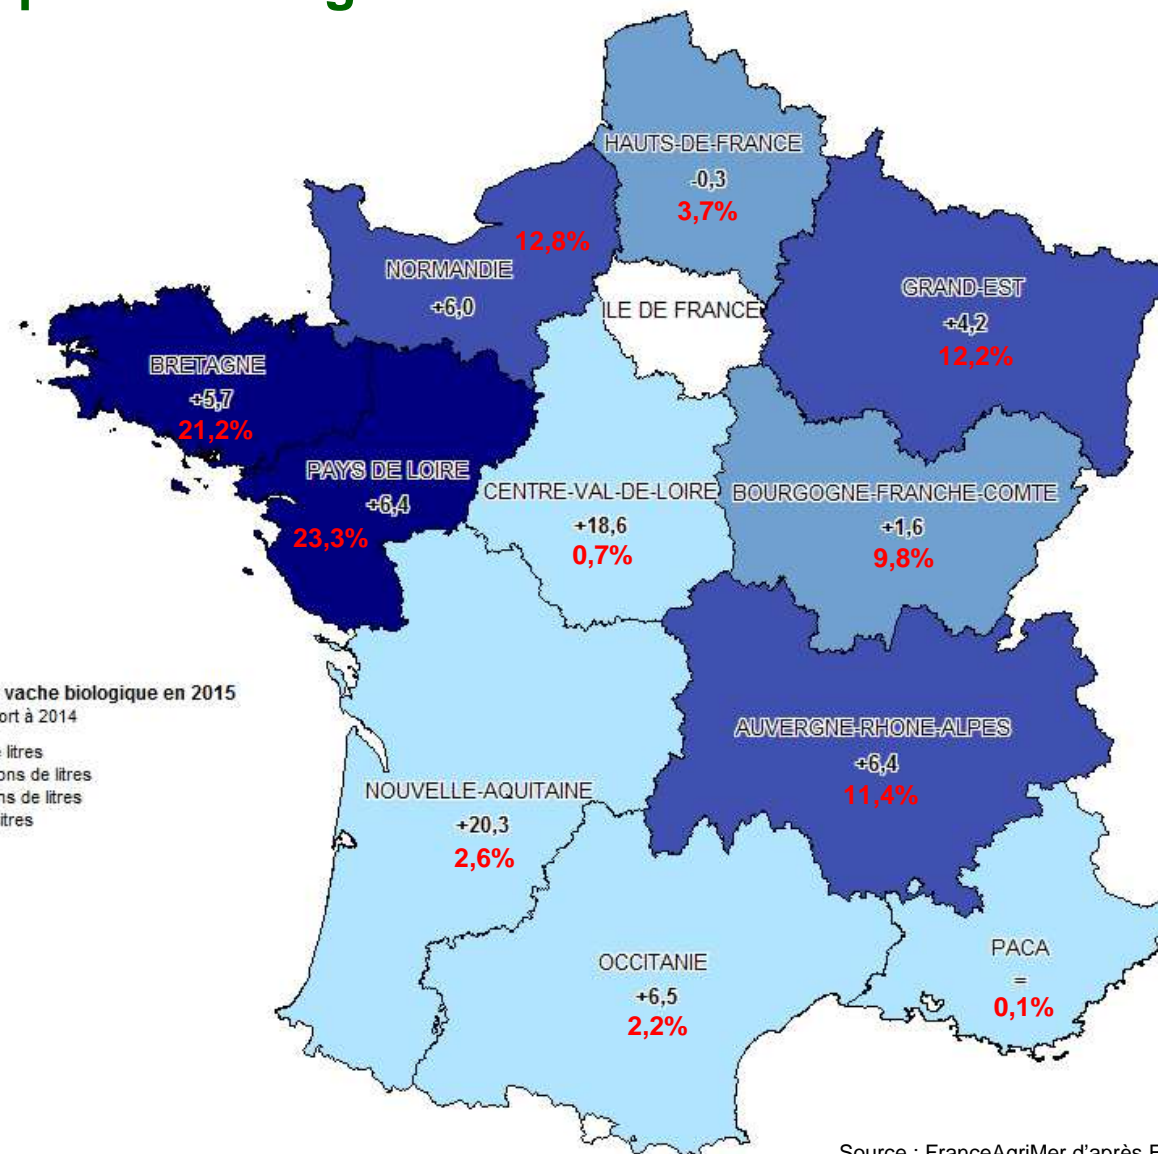 HAUTS-DE-FRANCE
-0,3
3,7%
12,8%
NORMANDIE
+6,0
ILE DE FRANCE
GRAND-EST
+4,2
12,2%
BRETAGNE
+5,7
21,2%
PAYS DE LOIRE
+6,4
23,3%
CENTRE-VAL-DE-LOIRE
+18,6
0,7%
BOURGOGNE-FRANCHE-COMTE
+1,6
9,8%
vache biologique en 2015
ort à 2014
litres
ons de litres
ns de litres
itres
AUVERGNE-RHONE-ALPES
+6,4
11,4%
NOUVELLE-AQUITAINE
+20,3
2,6%
OCCITANIE
+6,5
2,2%
PACA
=
0,1%
Source : FranceAgriMer d'après